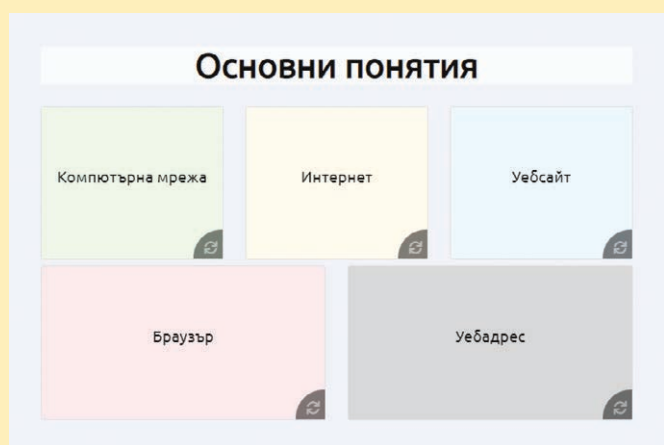 Основни понятия
Компютърна мрежа
Интернет
Уебсайт
Браузър
Уебадрес